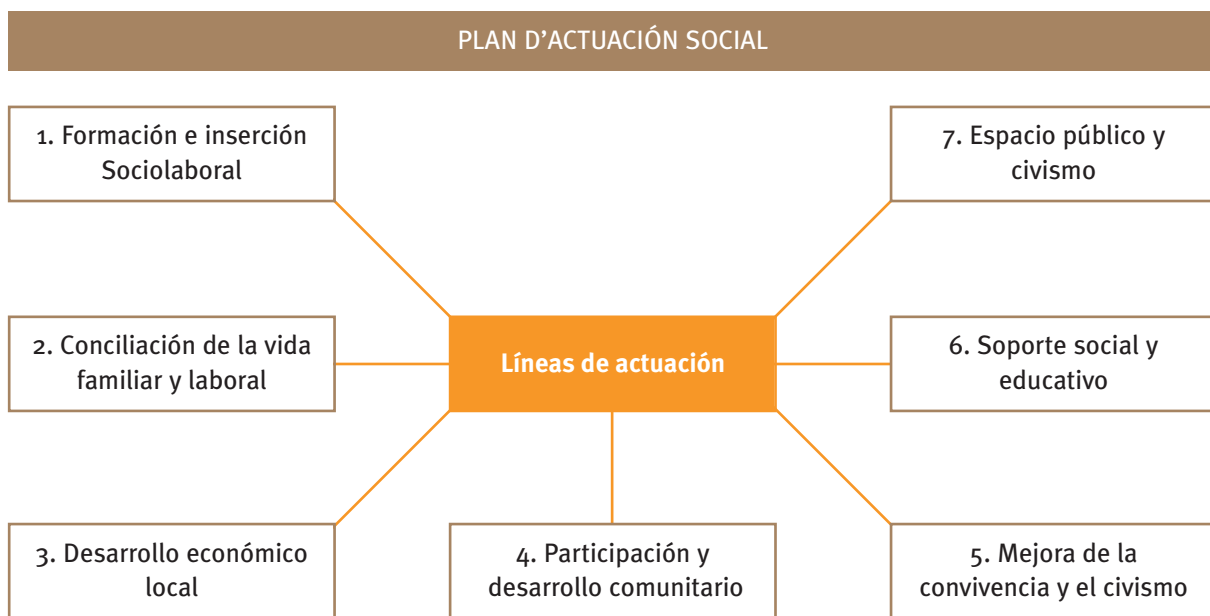 PLAN D’ACTUACIÓN SOCIAL
1. Formación e inserción
Sociolaboral
2. Conciliación de la vida
familiar y laboral
3. Desarrollo económico
local
4. Participación y
desarrollo comunitario
5. Mejora de la
convivencia y el civismo
6. Soporte social y
educativo
7. Espacio público y
civismo
Líneas de actuación